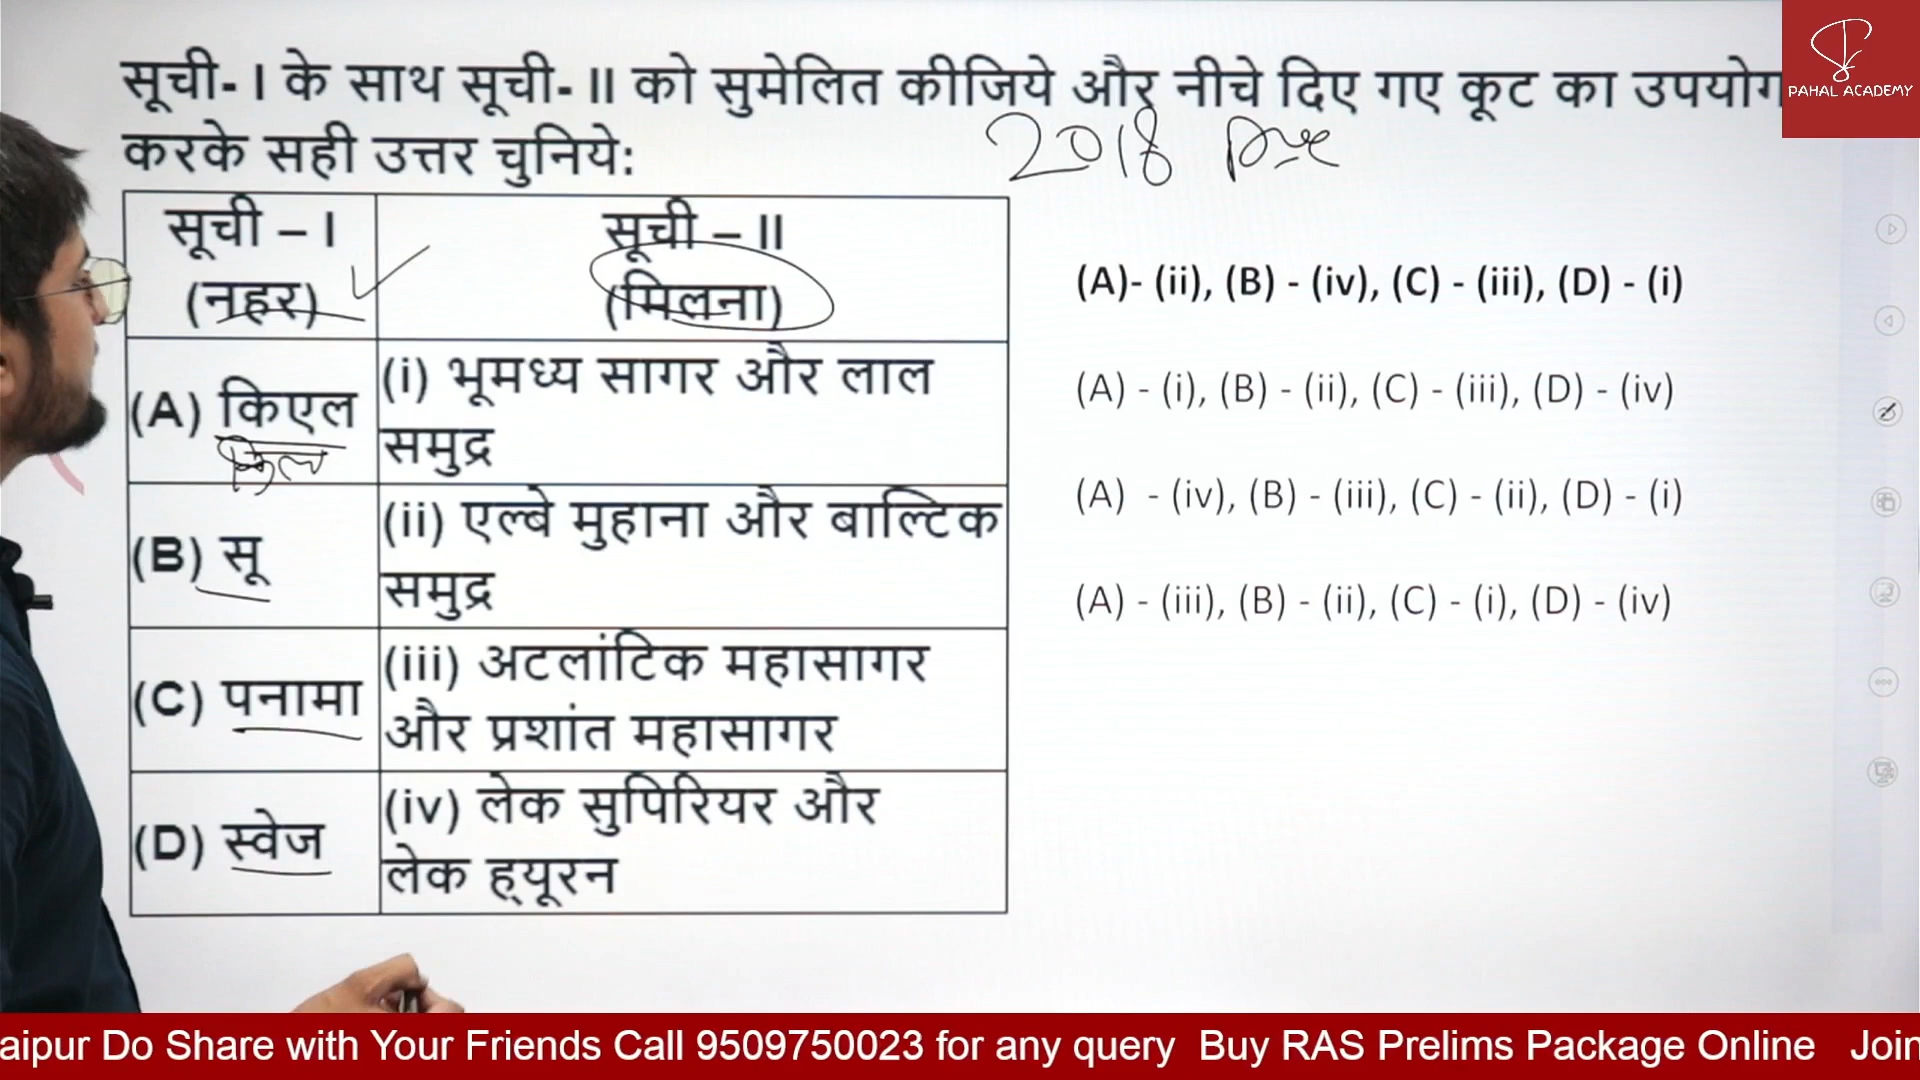 सूची- I के साथ सूची- II को सुमेलित कीजिये और नीचे दिए गए कूट का उपयोग
करके सही उत्तर चुनिये:
2018 Pre
सूची – I
(नहर)
सूची – II
(मिलना)
(A) किएल
किल
(i) भूमध्य सागर और लाल
समुद्र
(B) सू
(ii) एल्बे मुहाना और बाल्टिक
समुद्र
(C) पनामा
(iii) अटलांटिक महासागर
और प्रशांत महासागर
(D) स्वेज
(iv) लेक सुपिरियर और
लेक ह्यूरन
(A)- (ii), (B) - (iv), (C) - (iii), (D) - (i)
(A) - (i), (B) - (ii), (C) - (iii), (D) - (iv)
(A) - (iv), (B) - (iii), (C) - (ii), (D) - (i)
(A) - (iii), (B) - (ii), (C) - (i), (D) - (iv)
PAHAL ACADEMY
aipur Do Share with Your Friends Call 9509750023 for any query Buy RAS Prelims Package Online Join